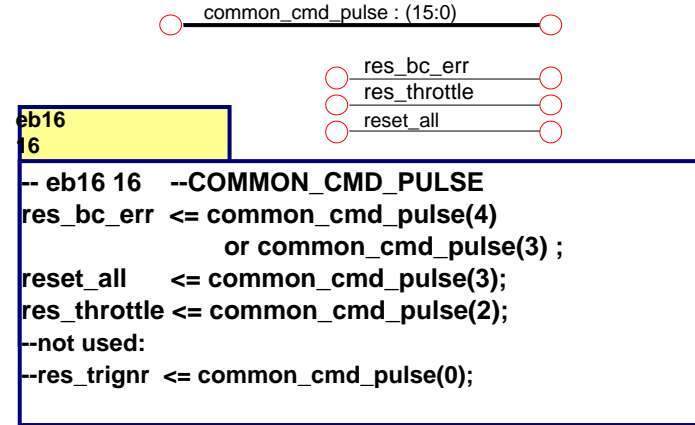 common_cmd_pulse : (15:0)
res_bc_err
res_throttle
reset_all
eb16
16
-- eb16 16 --COMMON_CMD_PULSE
res_bc_err <= common_cmd_pulse(4)
or common_cmd_pulse(3) ;
reset_all <= common_cmd_pulse(3);
res_throttle <= common_cmd_pulse(2);
--not used:
--res_trignr <= common_cmd_pulse(0);